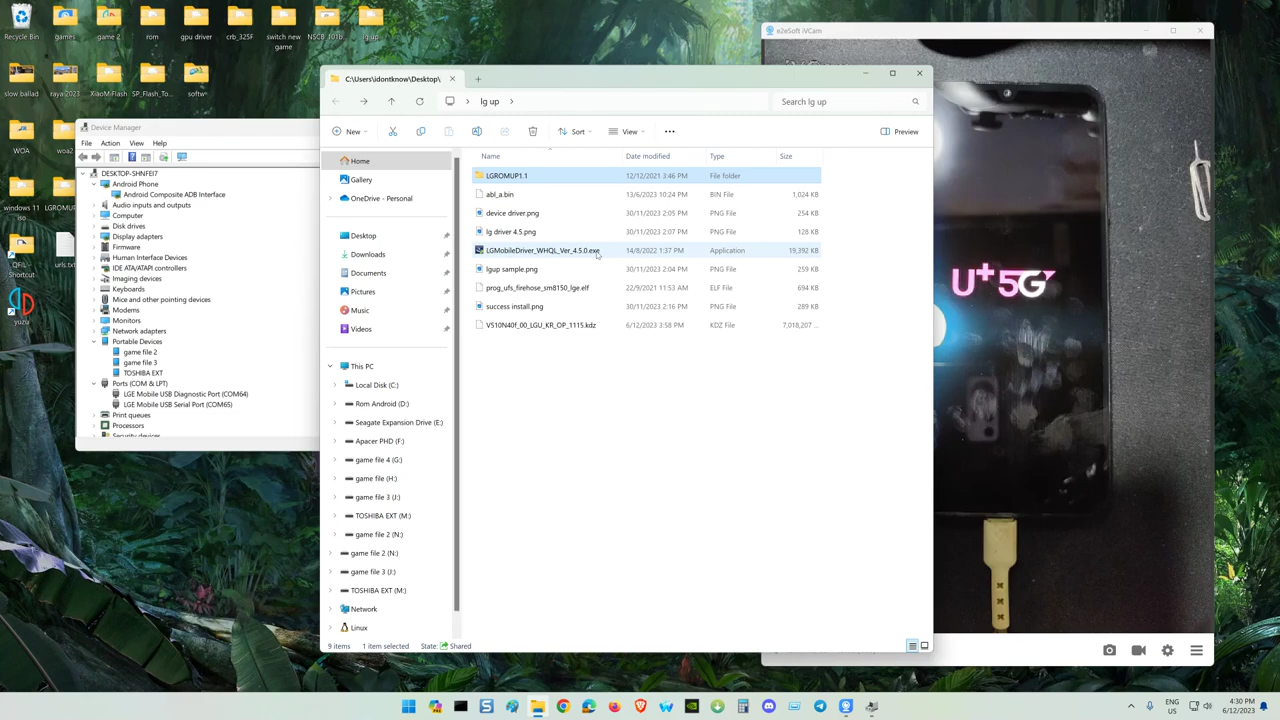 Recycle Bin
games
game 2
rom
gpu driver
crb_325F
switch new
game
NSCB_101b...
lg up
slow ballad
raya 2023
XiaoM-Flash
SP_Flash_To...
softw
WOA
woa2
windows 11
iso
LGROMUP...
QFIL
Shortcut
urls.txt
yuzu
e2eSoft iVCam
Device Manager
File Action View Help
DESKTOP-SHNFEI7
Android Phone
Android Composite ADB Interface
Audio inputs and outputs
Computer
Disk drives
Display adapters
Firmware
Human Interface Devices
IDE ATA/ATAPI controllers
Imaging devices
Keyboards
Mice and other pointing devices
Modems
Monitors
Network adapters
Portable Devices
game file 2
game file 3
TOSHIBA EXT
Ports (COM & LPT)
LGE Mobile USB Diagnostic Port (COM64)
LGE Mobile USB Serial Port (COM65)
Print queues
Processors
Security devices
C:\Users\idontknow\Desktop\
lg up
Search lg up
New
Sort
View
Preview
Home
Gallery
OneDrive - Personal
Desktop
Downloads
Documents
Pictures
Music
Videos
This PC
Local Disk (C:)
Rom Android (D:)
Seagate Expansion Drive (E:)
Apacer PHD (F:)
game file 4 (G:)
game file (H:)
game file 3 (J:)
TOSHIBA EXT (M:)
game file 2 (N:)
game file 2 (N:)
game file 3 (J:)
TOSHIBA EXT (M:)
Network
Linux
Name Date modified Type Size
LGROMUP1.1 12/12/2021 3:46 PM File folder
abl_a.bin 13/6/2023 10:24 PM BIN File 1,024 KB
device driver.png 30/11/2023 2:05 PM PNG File 254 KB
lg driver 4.5.png 30/11/2023 2:07 PM PNG File 289 KB
LGMobileDriver_WHQL_Ver_4.5.0.exe 14/8/2022 1:37 PM Application 19,392 KB
lgup sample.png 30/11/2023 2:04 PM PNG File 259 KB
prog_ufs_firehose_sm8150_lge.elf 22/9/2021 11:53 AM ELF File 694 KB
success install.png 30/11/2023 2:16 PM PNG File 289 KB
V510N40f_00_LGU_KR_OP_1115.kdz 6/12/2023 3:58 PM KDZ File 7,018,207 ...
9 items 1 item selected State: Shared
U+5G
ENG
US
4:30 PM
6/12/2023